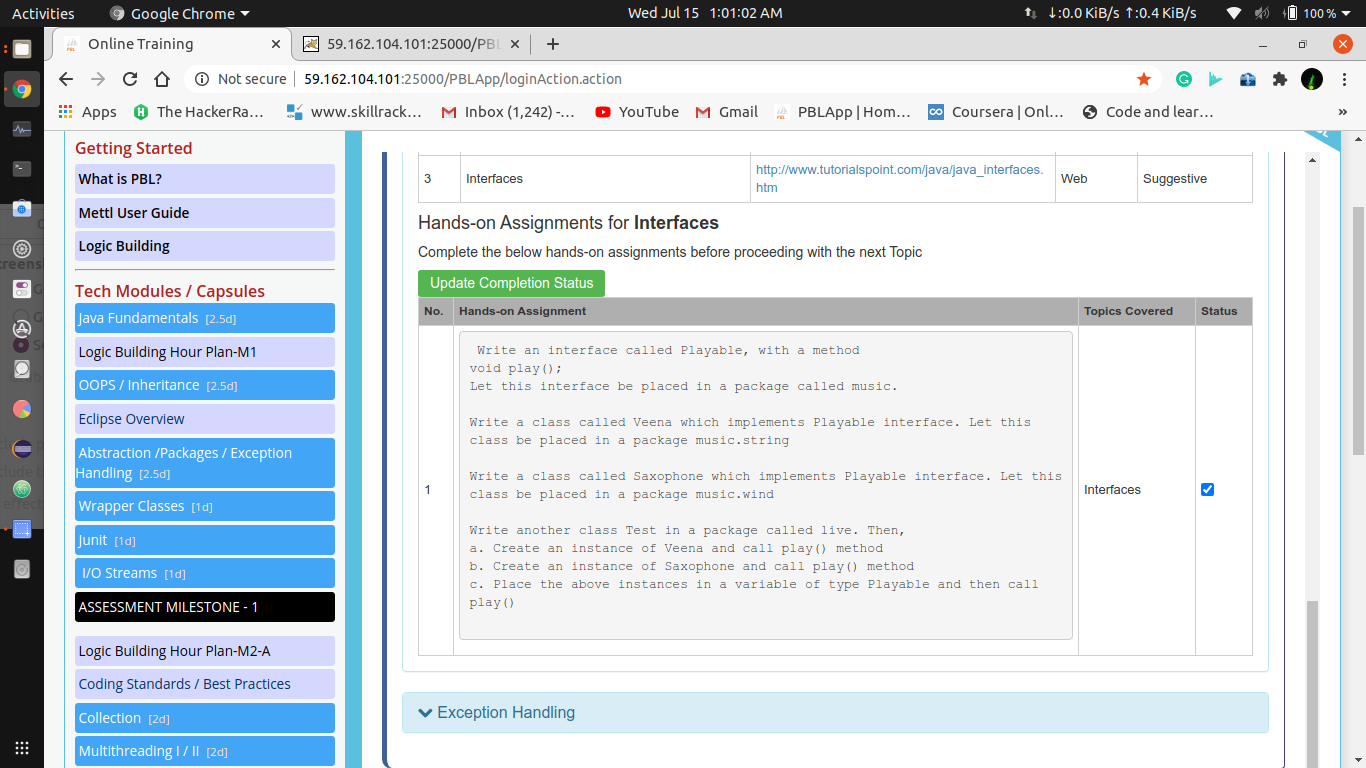 Activities
Google Chrome
Wed Jul 15 1:01:02 AM
↓:0.0 KiB/s ↑:0.4 KiB/s
100 %
Online Training
59.162.104.101:25000/PBL
Not secure
59.162.104.101:25000/PBLApp/loginAction.action
Apps
The HackerRa...
www.skillrack...
Inbox (1,242) -...
YouTube
Gmail
PBLApp | Hom...
Coursera | Onl...
Code and lear...
»
Getting Started
What is PBL?
Mettl User Guide
Logic Building
Tech Modules / Capsules
Java Fundamentals [2.5d]
Logic Building Hour Plan-M1
OOPS / Inheritance [2.5d]
Eclipse Overview
Abstraction /Packages / Exception
Handling [2.5d]
Wrapper Classes [1d]
Junit [1d]
I/O Streams [1d]
ASSESSMENT MILESTONE - 1
Logic Building Hour Plan-M2-A
Coding Standards / Best Practices
Collection [2d]
Multithreading I / II [2d]
3 Interfaces http://www.tutorialspoint.com/java/java_interfaces. Web Suggestive
htm
Hands-on Assignments for Interfaces
Complete the below hands-on assignments before proceeding with the next Topic
Update Completion Status
No. Hands-on Assignment Topics Covered Status
Write an interface called Playable, with a method
void play();
Let this interface be placed in a package called music.
Write a class called Veena which implements Playable interface. Let this
class be placed in a package music.string
Write a class called Saxophone which implements Playable interface. Let this
class be placed in a package music.wind
1 Interfaces
Write another class Test in a package called live. Then,
a. Create an instance of Veena and call play() method
b. Create an instance of Saxophone and call play() method
c. Place the above instances in a variable of type Playable and then call
play()
Exception Handling